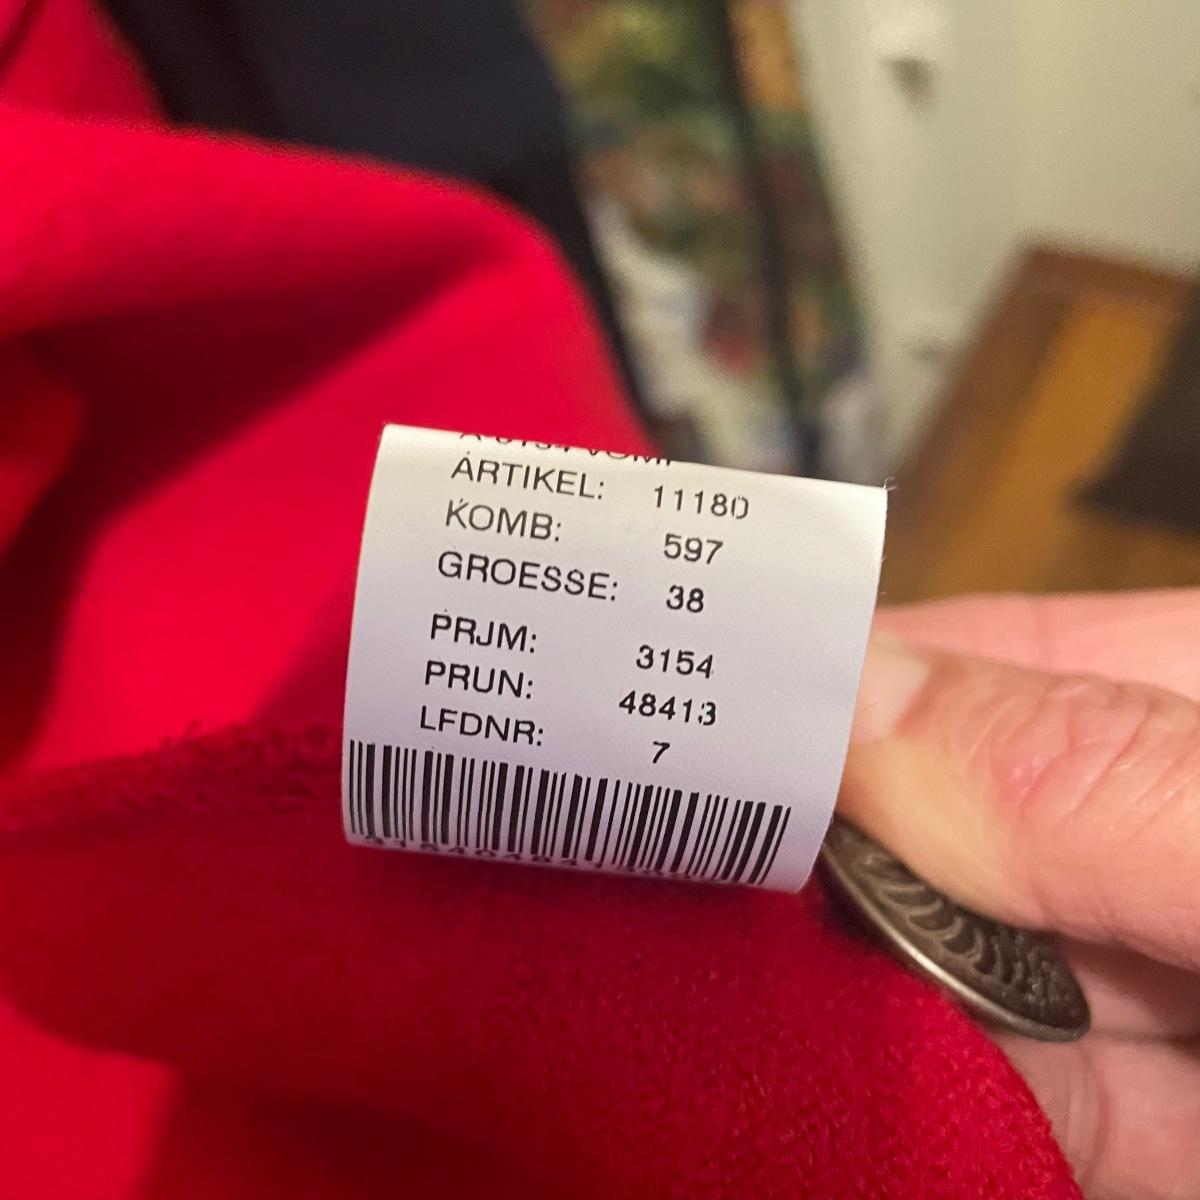 ARTIKEL: 11180
KOMB: 597
GROESSE: 38
PRJM: 3154
PRUN: 48413
LFDNR: 7